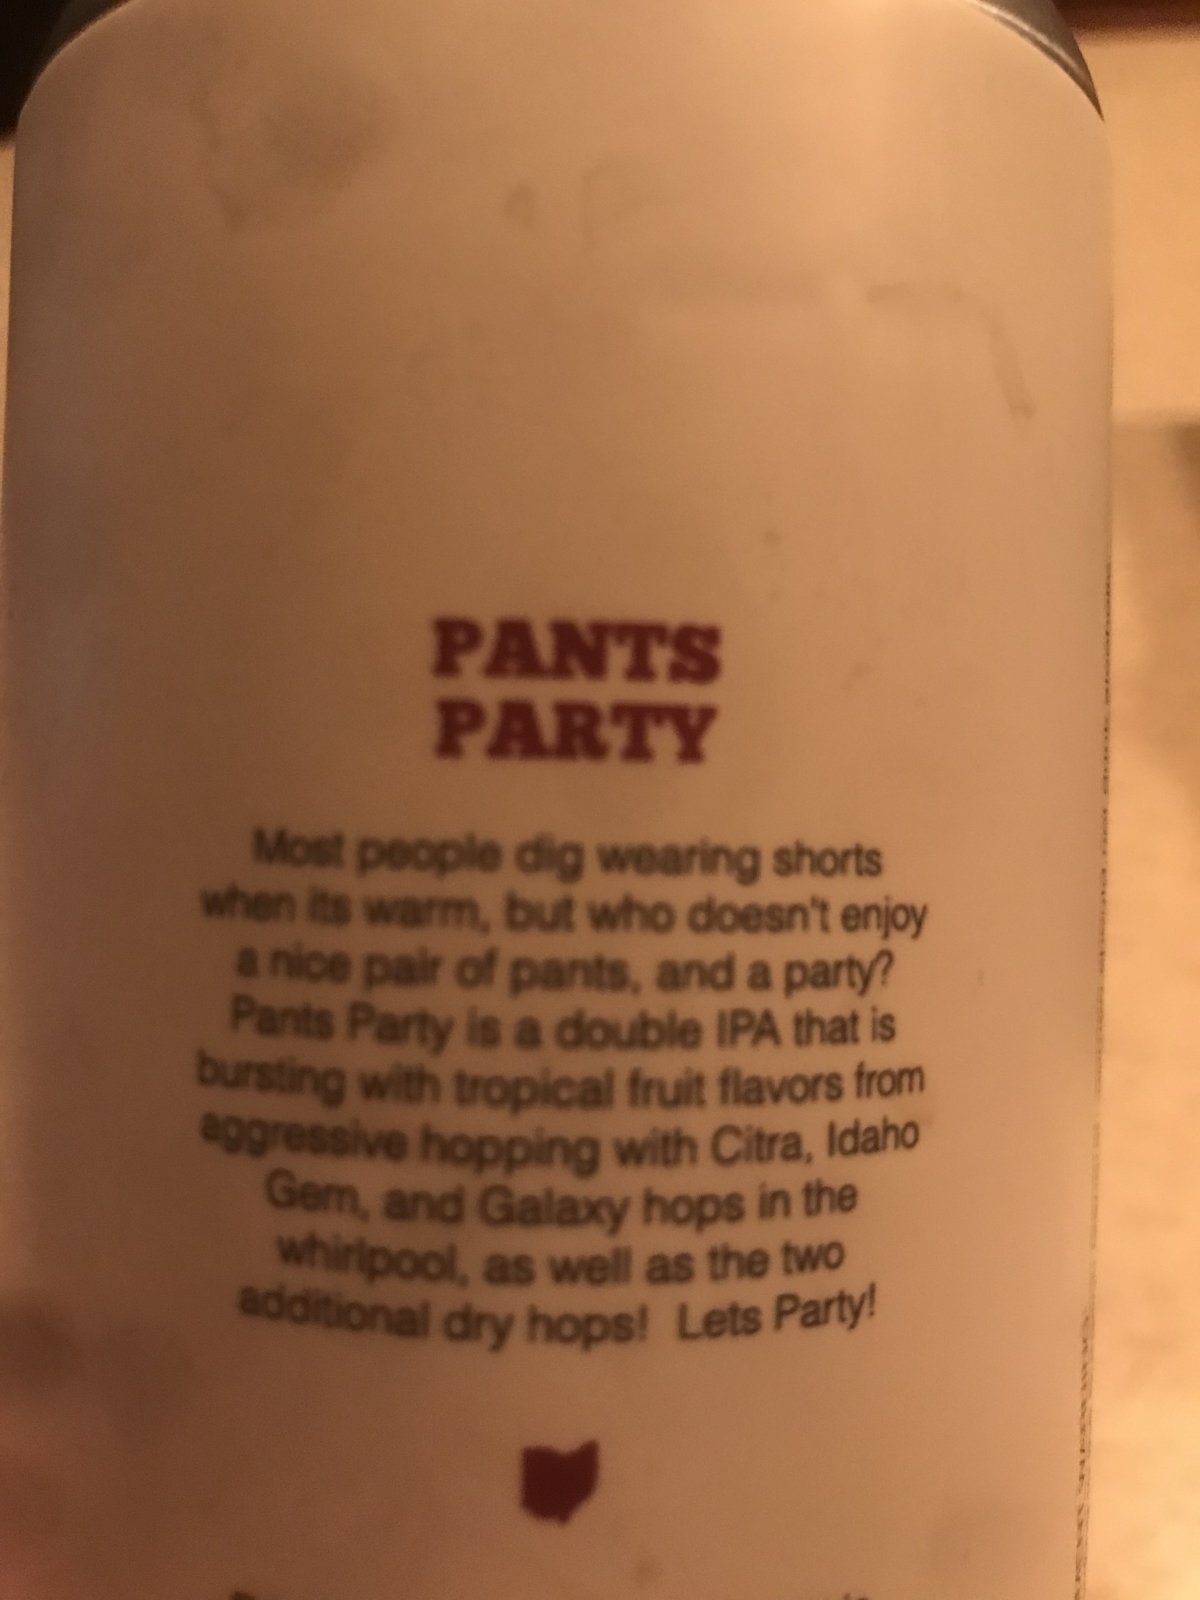 PANTS
PARTY
Most people dig wearing shorts
when its warm, but who doesn't enjoy
a nice pair of pants, and a party?
Pants Party is a double IPA that is
bursting with tropical fruit flavors from
aggressive hopping with Citra, Idaho
Gem, and Galaxy hops in the
whirlpool, as well as the two
additional dry hops! Lets Party!